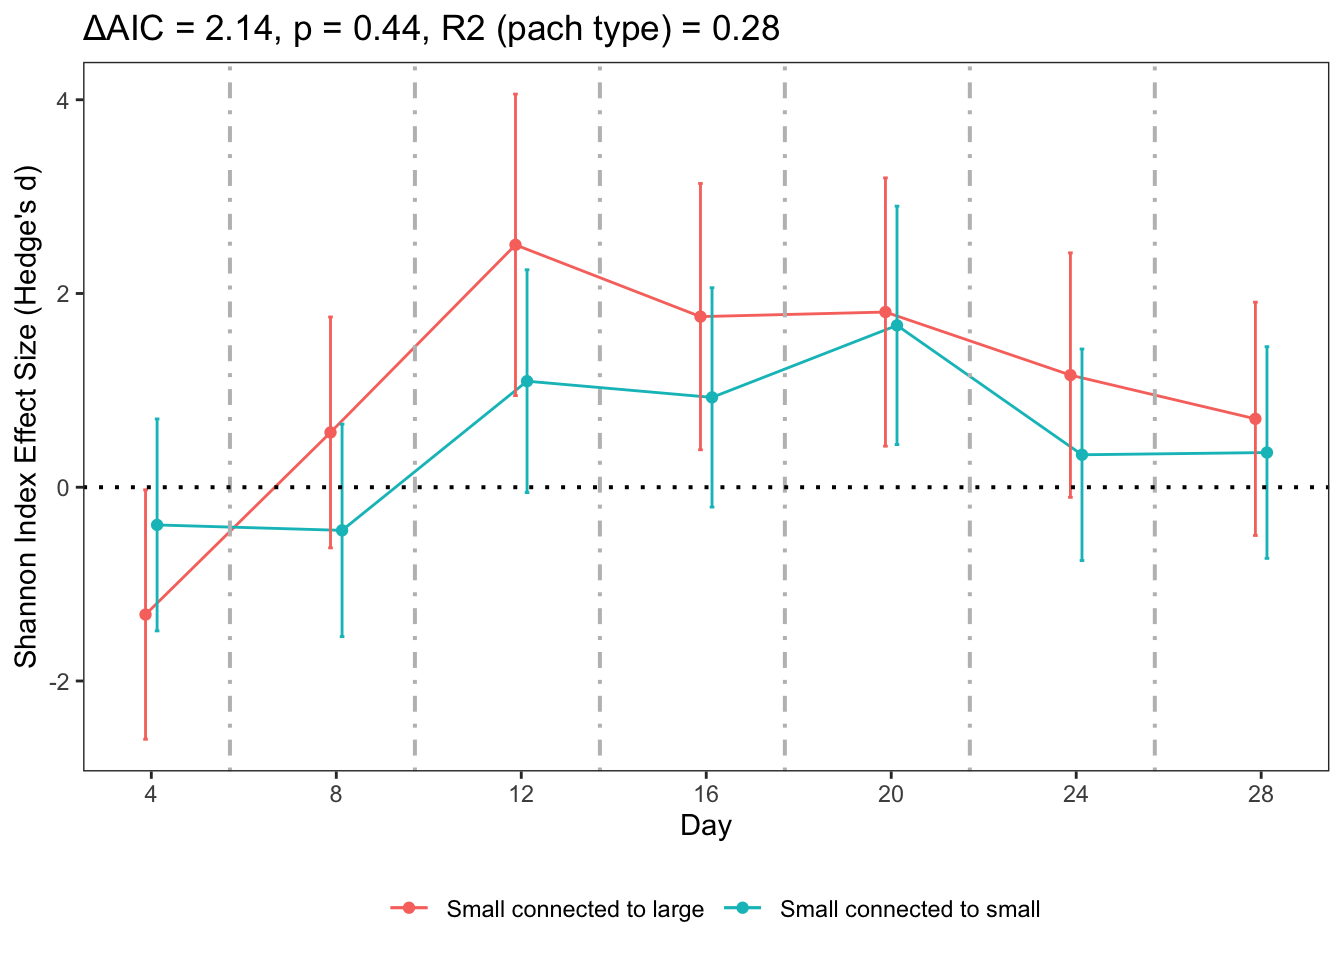 ΔAIC = 2.14, p = 0.44, R2 (pach type) = 0.28
Shannon Index Effect Size (Hedge's d)
4
2
0
-2
4 8 12 16 20 24 28
Day
Small connected to large Small connected to small